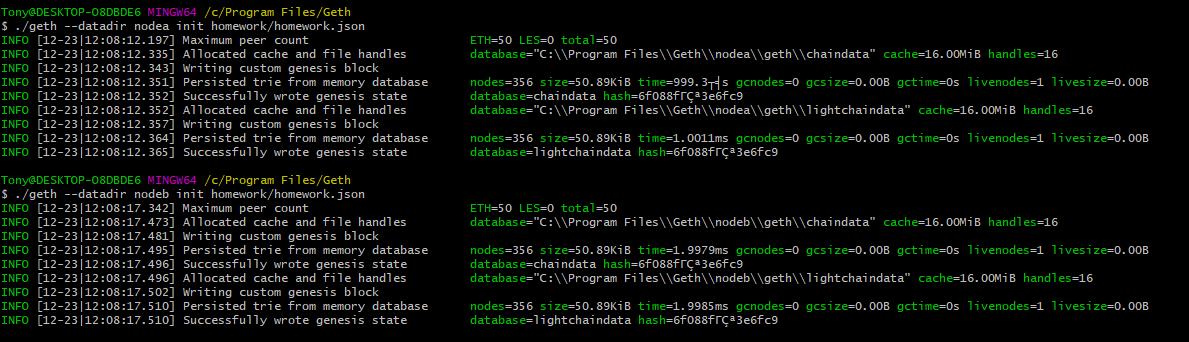 Tony@DESKTOP-O8DBDE6 MINGW64 /c/Program Files/Geth
$ ./geth --datadir nodea init homework/homework.json
INFO [12-23|12:08:12.197] Maximum peer count                       ETH=50 LES=0 total=50
INFO [12-23|12:08:12.335] Allocated cache and file handles         database="C:\\Program Files\\Geth\\nodea\\geth\\chaindata" cache=16.00MiB handles=16
INFO [12-23|12:08:12.343] Writing custom genesis block
INFO [12-23|12:08:12.351] Persisted trie from memory database      nodes=356 size=50.89KiB time=999.3┬╡s gcnodes=0 gcsize=0.00B gctime=0s livenodes=1 livesize=0.00B
INFO [12-23|12:08:12.352] Successfully wrote genesis state         database=chaindata hash=6f088fΓÇª3e6fc9
INFO [12-23|12:08:12.352] Allocated cache and file handles         database="C:\\Program Files\\Geth\\nodea\\geth\\lightchaindata" cache=16.00MiB handles=16
INFO [12-23|12:08:12.357] Writing custom genesis block
INFO [12-23|12:08:12.364] Persisted trie from memory database      nodes=356 size=50.89KiB time=1.0011ms gcnodes=0 gcsize=0.00B gctime=0s livenodes=1 livesize=0.00B
INFO [12-23|12:08:12.365] Successfully wrote genesis state         database=lightchaindata hash=6f088fΓÇª3e6fc9
Tony@DESKTOP-O8DBDE6 MINGW64 /c/Program Files/Geth
$ ./geth --datadir nodeb init homework/homework.json
INFO [12-23|12:08:17.342] Maximum peer count                       ETH=50 LES=0 total=50
INFO [12-23|12:08:17.473] Allocated cache and file handles         database="C:\\Program Files\\Geth\\nodeb\\geth\\chaindata" cache=16.00MiB handles=16
INFO [12-23|12:08:17.481] Writing custom genesis block
INFO [12-23|12:08:17.495] Persisted trie from memory database      nodes=356 size=50.89KiB time=1.9979ms gcnodes=0 gcsize=0.00B gctime=0s livenodes=1 livesize=0.00B
INFO [12-23|12:08:17.496] Successfully wrote genesis state         database=chaindata hash=6f088fΓÇª3e6fc9
INFO [12-23|12:08:17.496] Allocated cache and file handles         database="C:\\Program Files\\Geth\\nodeb\\geth\\lightchaindata" cache=16.00MiB handles=16
INFO [12-23|12:08:17.502] Writing custom genesis block
INFO [12-23|12:08:17.510] Persisted trie from memory database      nodes=356 size=50.89KiB time=1.9985ms gcnodes=0 gcsize=0.00B gctime=0s livenodes=1 livesize=0.00B
INFO [12-23|12:08:17.510] Successfully wrote genesis state         database=lightchaindata hash=6f088fΓÇª3e6fc9